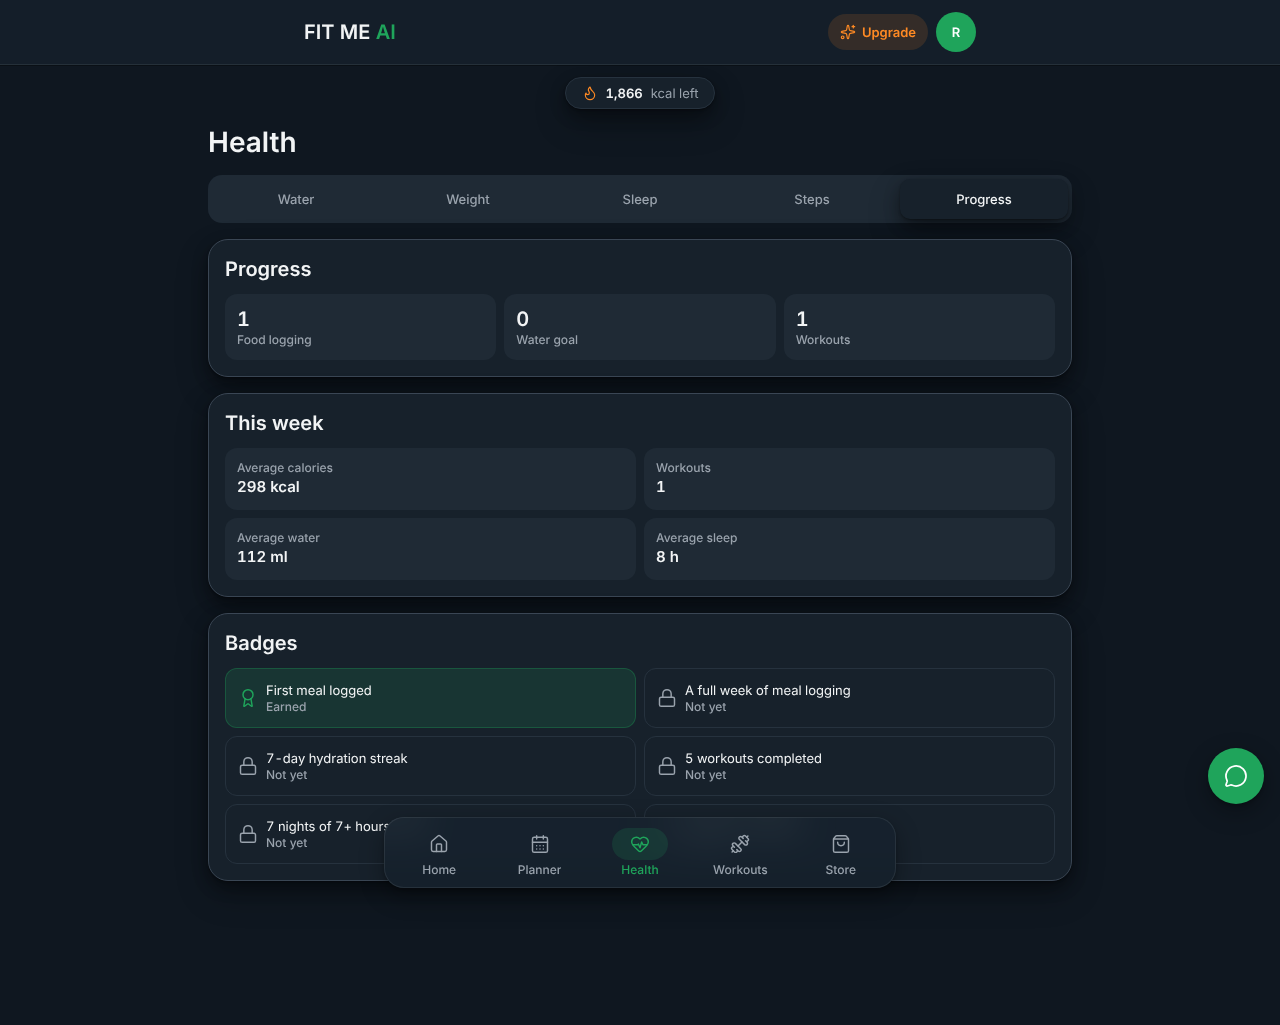 FIT ME AI
Upgrade
R
1,866 kcal left
Health
Water
Weight
Sleep
Steps
Progress
Progress
1
Food logging
0
Water goal
1
Workouts
This week
Average calories
298 kcal
Workouts
1
Average water
112 ml
Average sleep
8 h
Badges
First meal logged
Earned
A full week of meal logging
Not yet
7-day hydration streak
Not yet
5 workouts completed
Not yet
7 nights of 7+ hours
Not yet
Home
Planner
Health
Workouts
Store